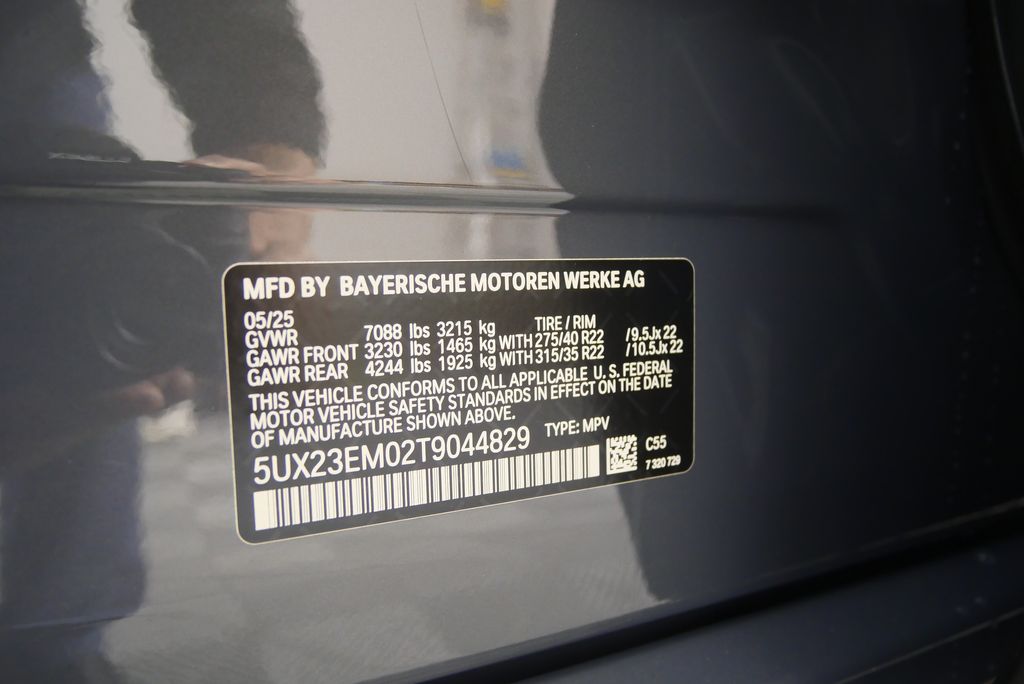 MFD BY BAYERISCHE MOTOREN WERKE AG
05/25 TIRE / RIM
GVWR 7088 lbs 3215 kg
GAWR FRONT 3230 lbs 1465 kg WITH 275/40 R22 /9.5Jx 22
GAWR REAR 4244 lbs 1925 kg WITH 315/35 R22 /10.5Jx 22
THIS VEHICLE CONFORMS TO ALL APPLICABLE U.S. FEDERAL
MOTOR VEHICLE SAFETY STANDARDS IN EFFECT ON THE DATE
OF MANUFACTURE SHOWN ABOVE.
5UX23EM02T9044829 TYPE: MPV
C55
7 320 729